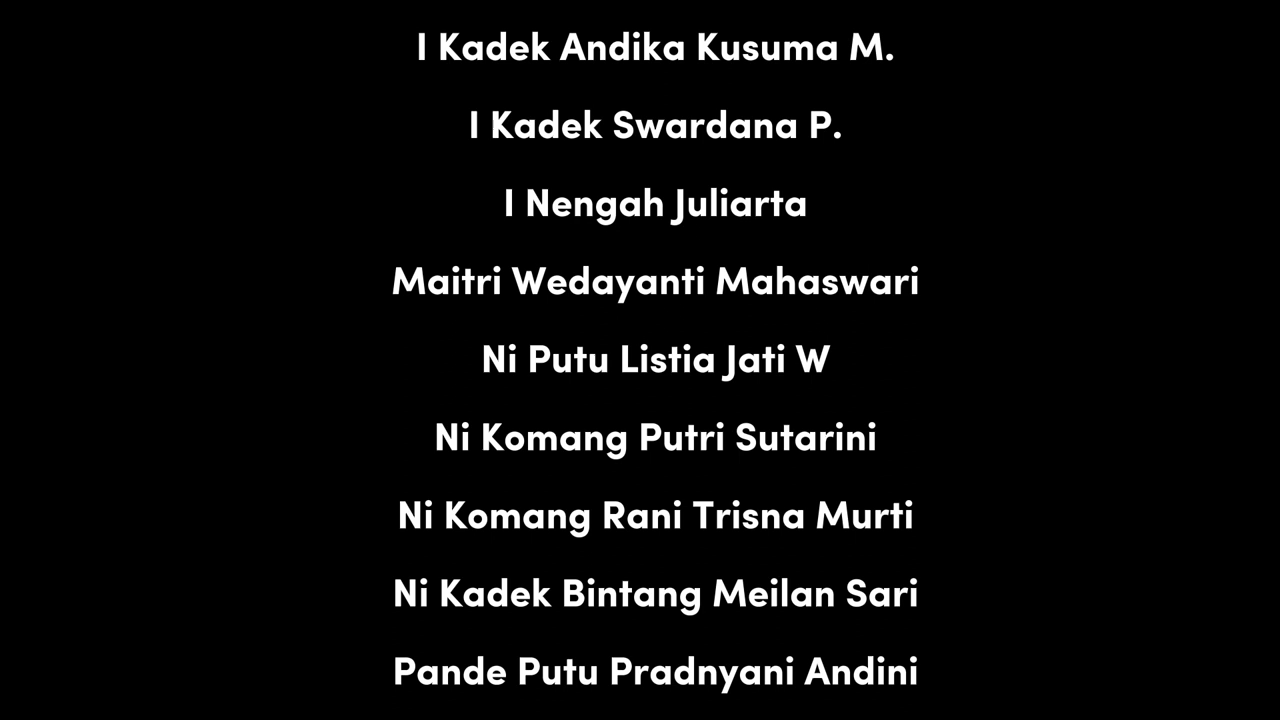 I Kadek Andika Kusuma M.
I Kadek Swardana P.
I Nengah Juliarta
Maitri Wedayanti Mahaswari
Ni Putu Listia Jati W
Ni Komang Putri Sutarini
Ni Komang Rani Trisna Murti
Ni Kadek Bintang Meilan Sari
Pande Putu Pradnyani Andini